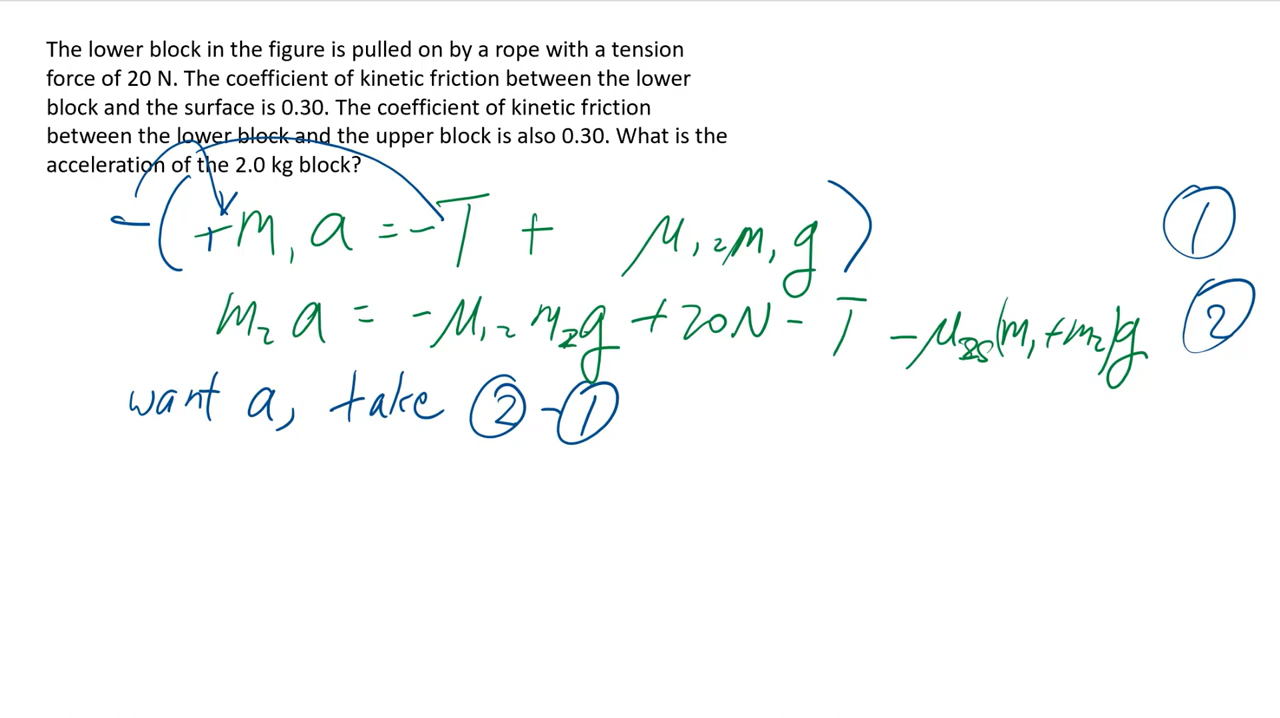 The lower block in the figure is pulled on by a rope with a tension
force of 20 N. The coefficient of kinetic friction between the lower
block and the surface is 0.30. The coefficient of kinetic friction
between the lower block and the upper block is also 0.30. What is the
acceleration of the 2.0 kg block?
-(+m₁a = -T + μ₁₂m₁g) ①
m₂a = -μ₁₂m₂g + 20N - T - μ₂ₛ(m₁+m₂)g ②
want a, take ②-①